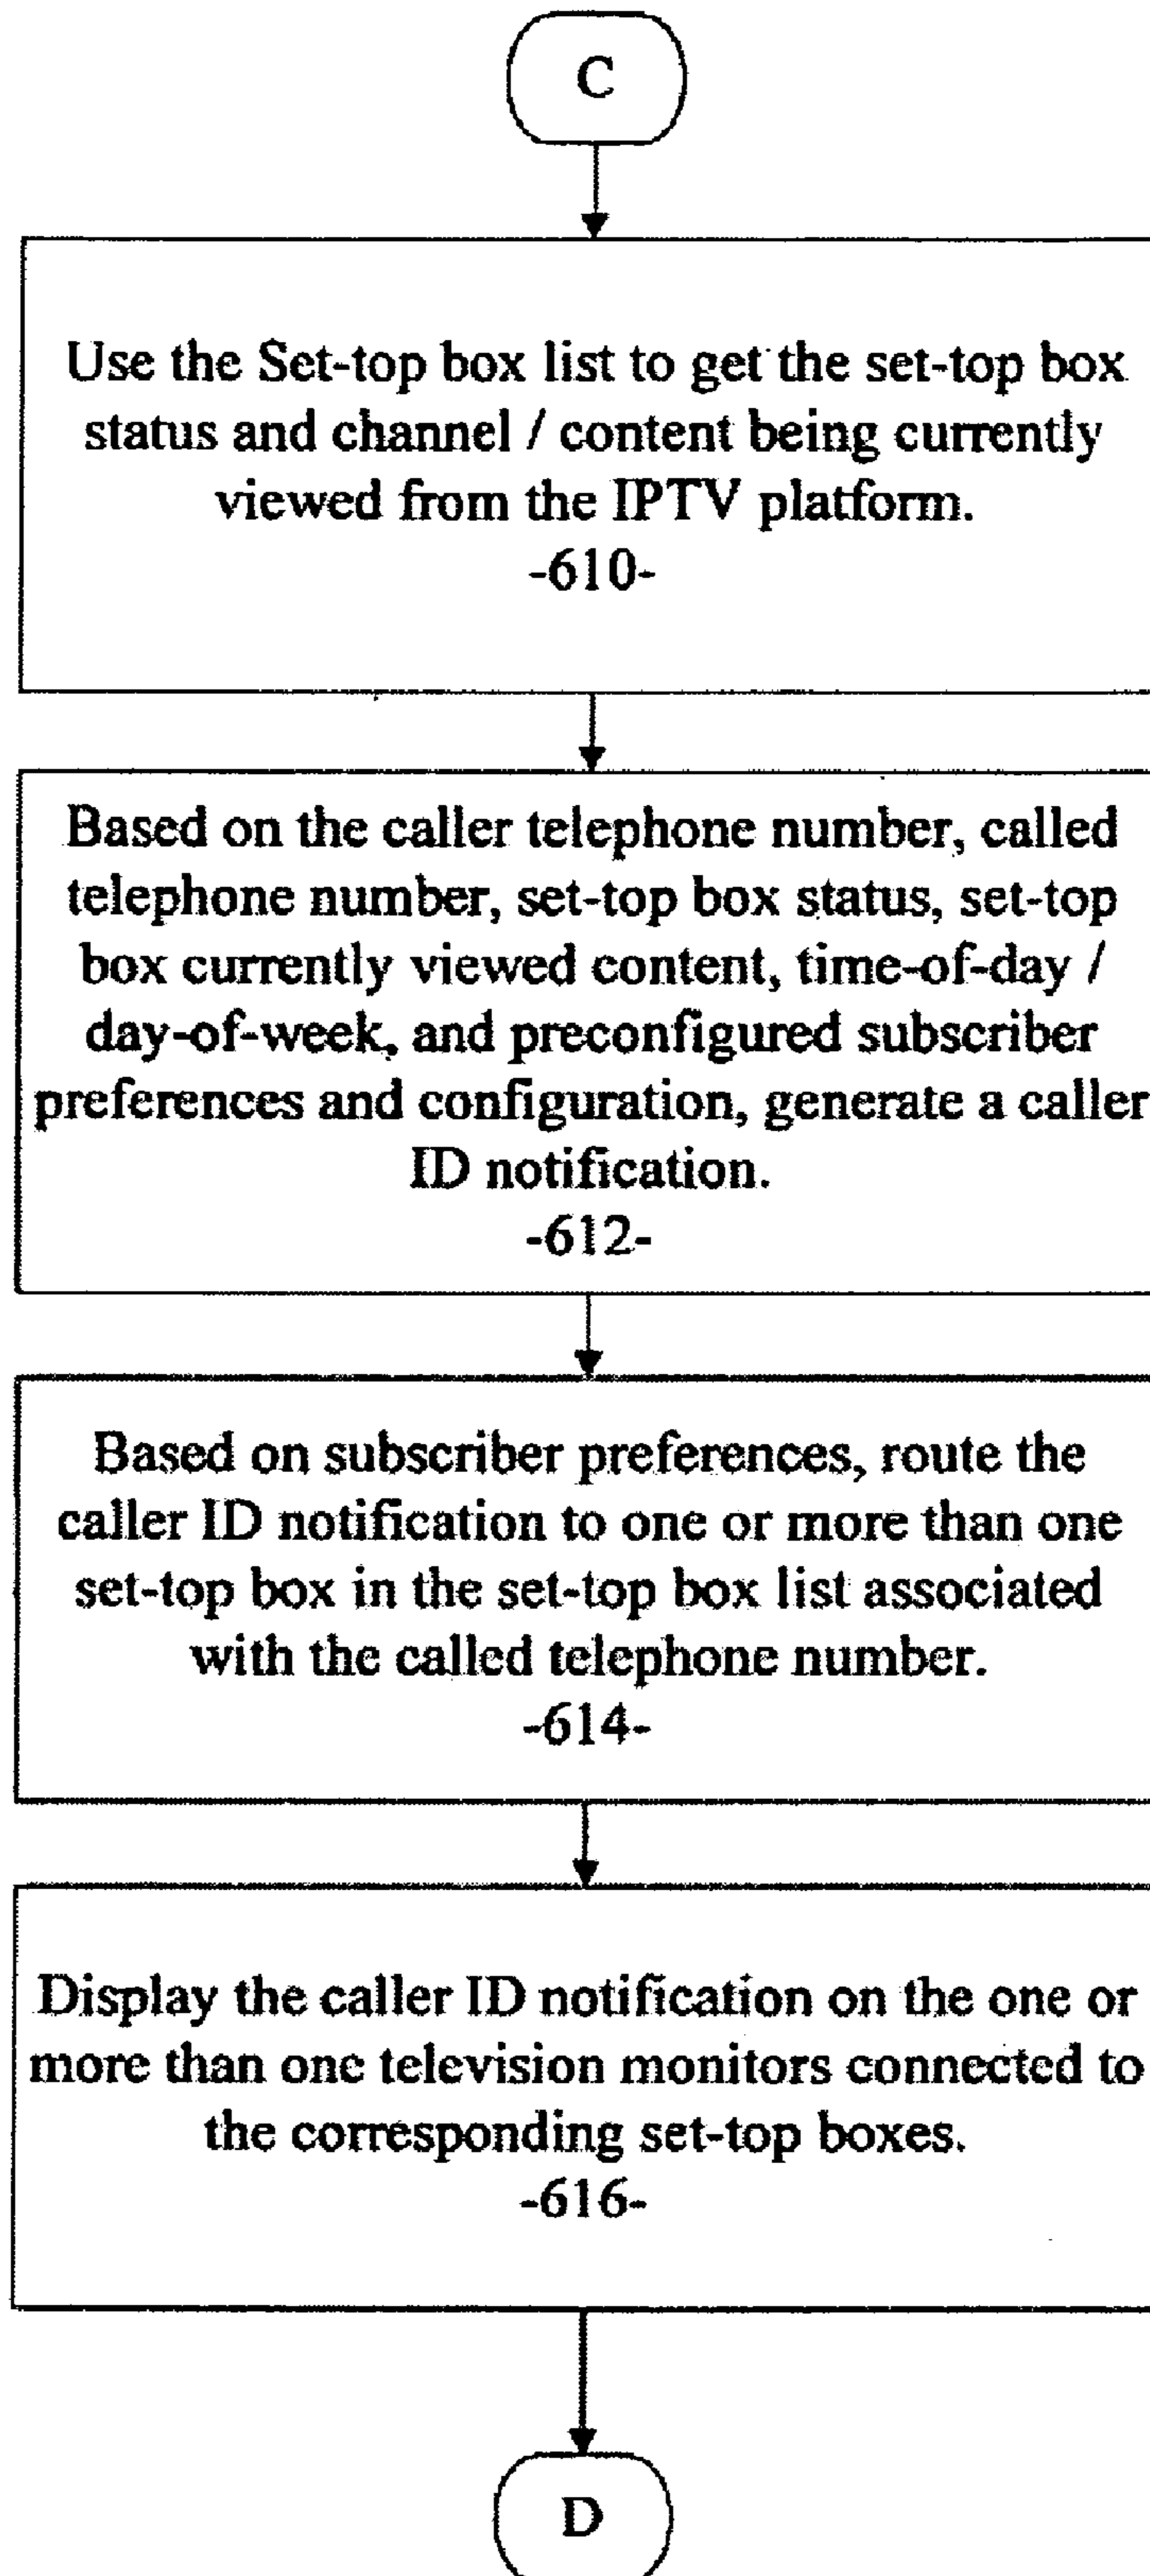 C
Use the Set-top box list to get the set-top box
status and channel / content being currently
viewed from the IPTV platform.
-610-
Based on the caller telephone number, called
telephone number, set-top box status, set-top
box currently viewed content, time-of-day /
day-of-week, and preconfigured subscriber
preferences and configuration, generate a caller
ID notification.
-612-
Based on subscriber preferences, route the
caller ID notification to one or more than one
set-top box in the set-top box list associated
with the called telephone number.
-614-
Display the caller ID notification on the one or
more than one television monitors connected to
the corresponding set-top boxes.
-616-
D